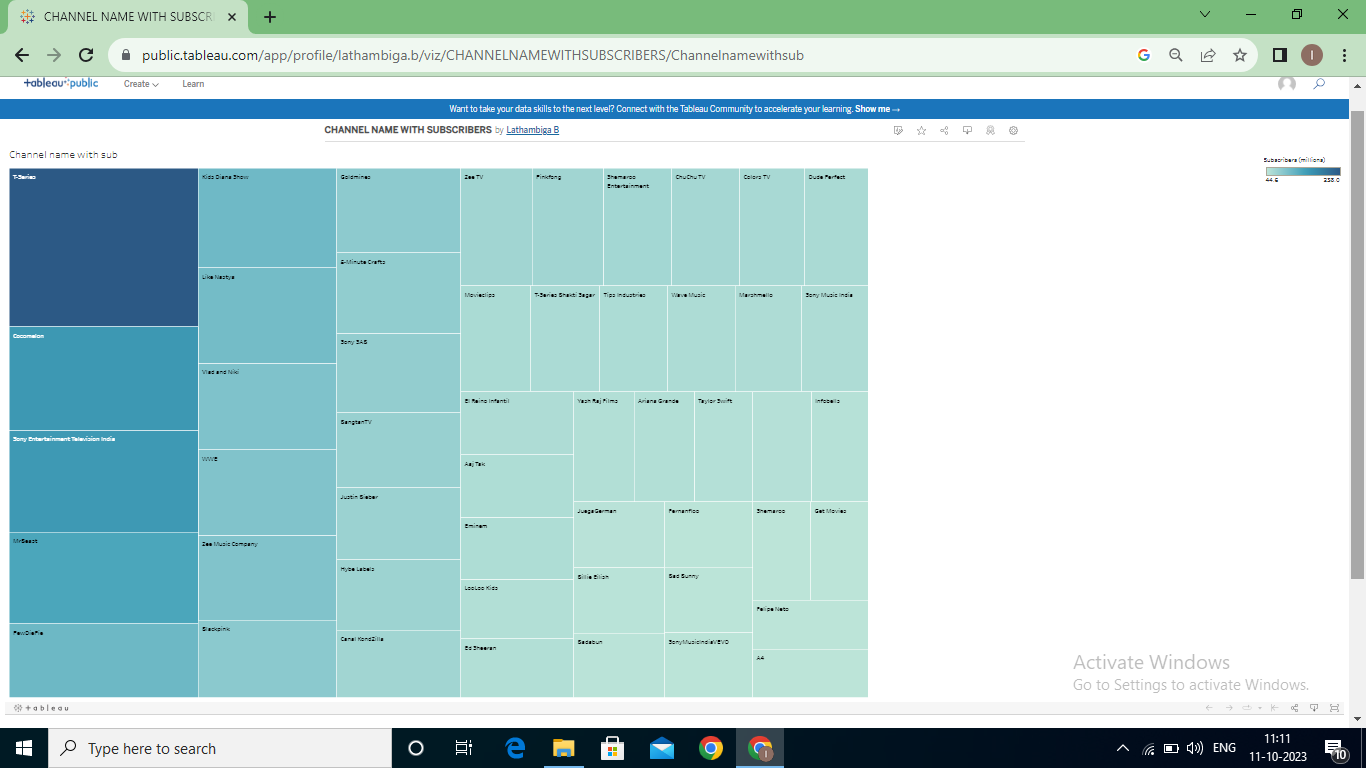 CHANNEL NAME WITH SUBSCRI
public.tableau.com/app/profile/lathambiga.b/viz/CHANNELNAMEWITHSUBSCRIBERS/Channelnamewithsub
I
+ableau public
Create
Learn
Want to take your data skills to the next level? Connect with the Tableau Community to accelerate your learning. Show me →
CHANNEL NAME WITH SUBSCRIBERS by Lathambiga B
Channel name with sub
Subscribers (millions)
44.6
238.0
T-Series
Kids Diana Show
Goldmines
Zee TV
Pinkfong
Shemaroo
Entertainment
ChuChu TV
Colors TV
Dude Perfect
5-Minute Crafts
Like Nastya
Movieclips
T-Series Bhakti Sagar
Tips Industries
Wave Music
Marshmello
Sony Music India
Cocomelon
Sony SAB
Vlad and Niki
El Reino Infantil
Yash Raj Films
Ariana Grande
Taylor Swift
Infobells
BangtanTV
Sony Entertainment Television India
WWE
Aaj Tak
Justin Bieber
JuegaGerman
Fernanfloo
Shemaroo
Get Movies
Eminem
MrBeast
Zee Music Company
Hybe Labels
Billie Eilish
Bad Bunny
LooLoo Kids
Felipe Neto
PewDiePie
Blackpink
Canal KondZilla
Badabun
SonyMusicIndiaVEVO
Ed Sheeran
A4
Activate Windows
Go to Settings to activate Windows.
+ a b l e a u
Type here to search
ENG
11:11
11-10-2023
10